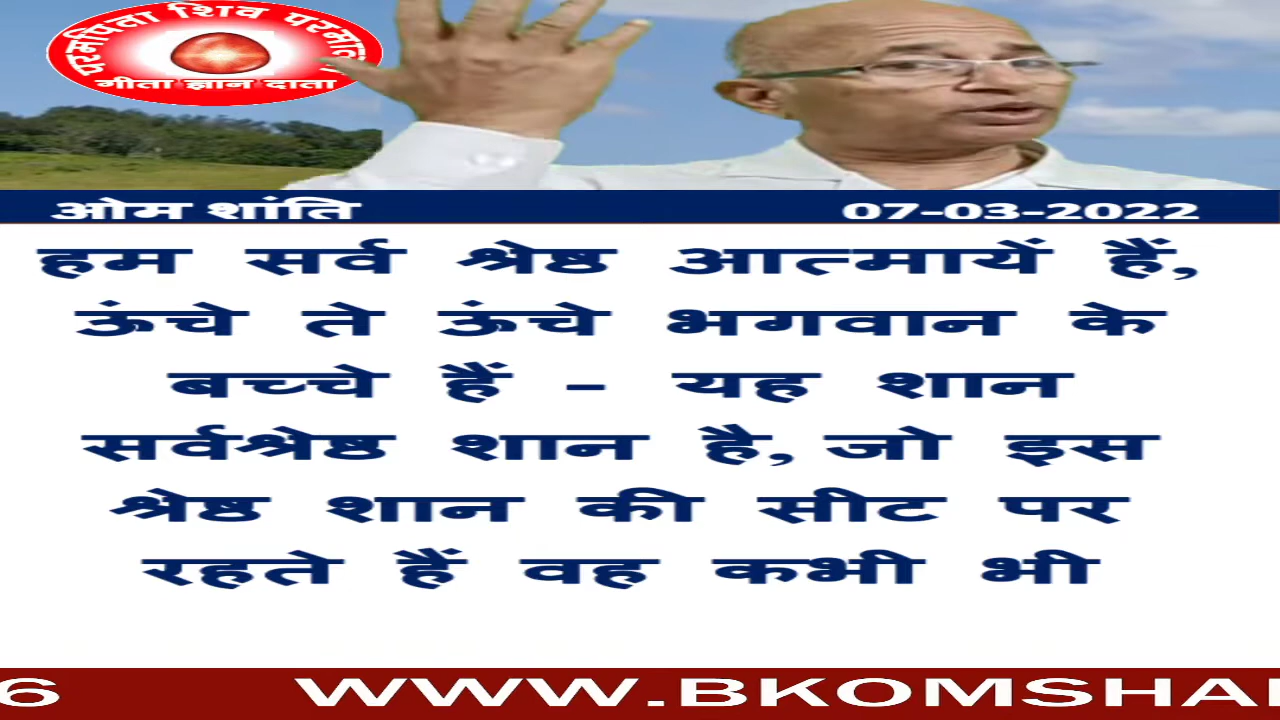 परमपिता शिव
गीता ज्ञान दाता
ओम शांति 07-03-2022
हम सर्व श्रेष्ठ आत्मायें हैं,
ऊंचे ते ऊंचे भगवान के
बच्चे हैं - यह शान
सर्वश्रेष्ठ शान है, जो इस
श्रेष्ठ शान की सीट पर
रहते हैं वह कभी भी
6 WWW.BKOMSHA